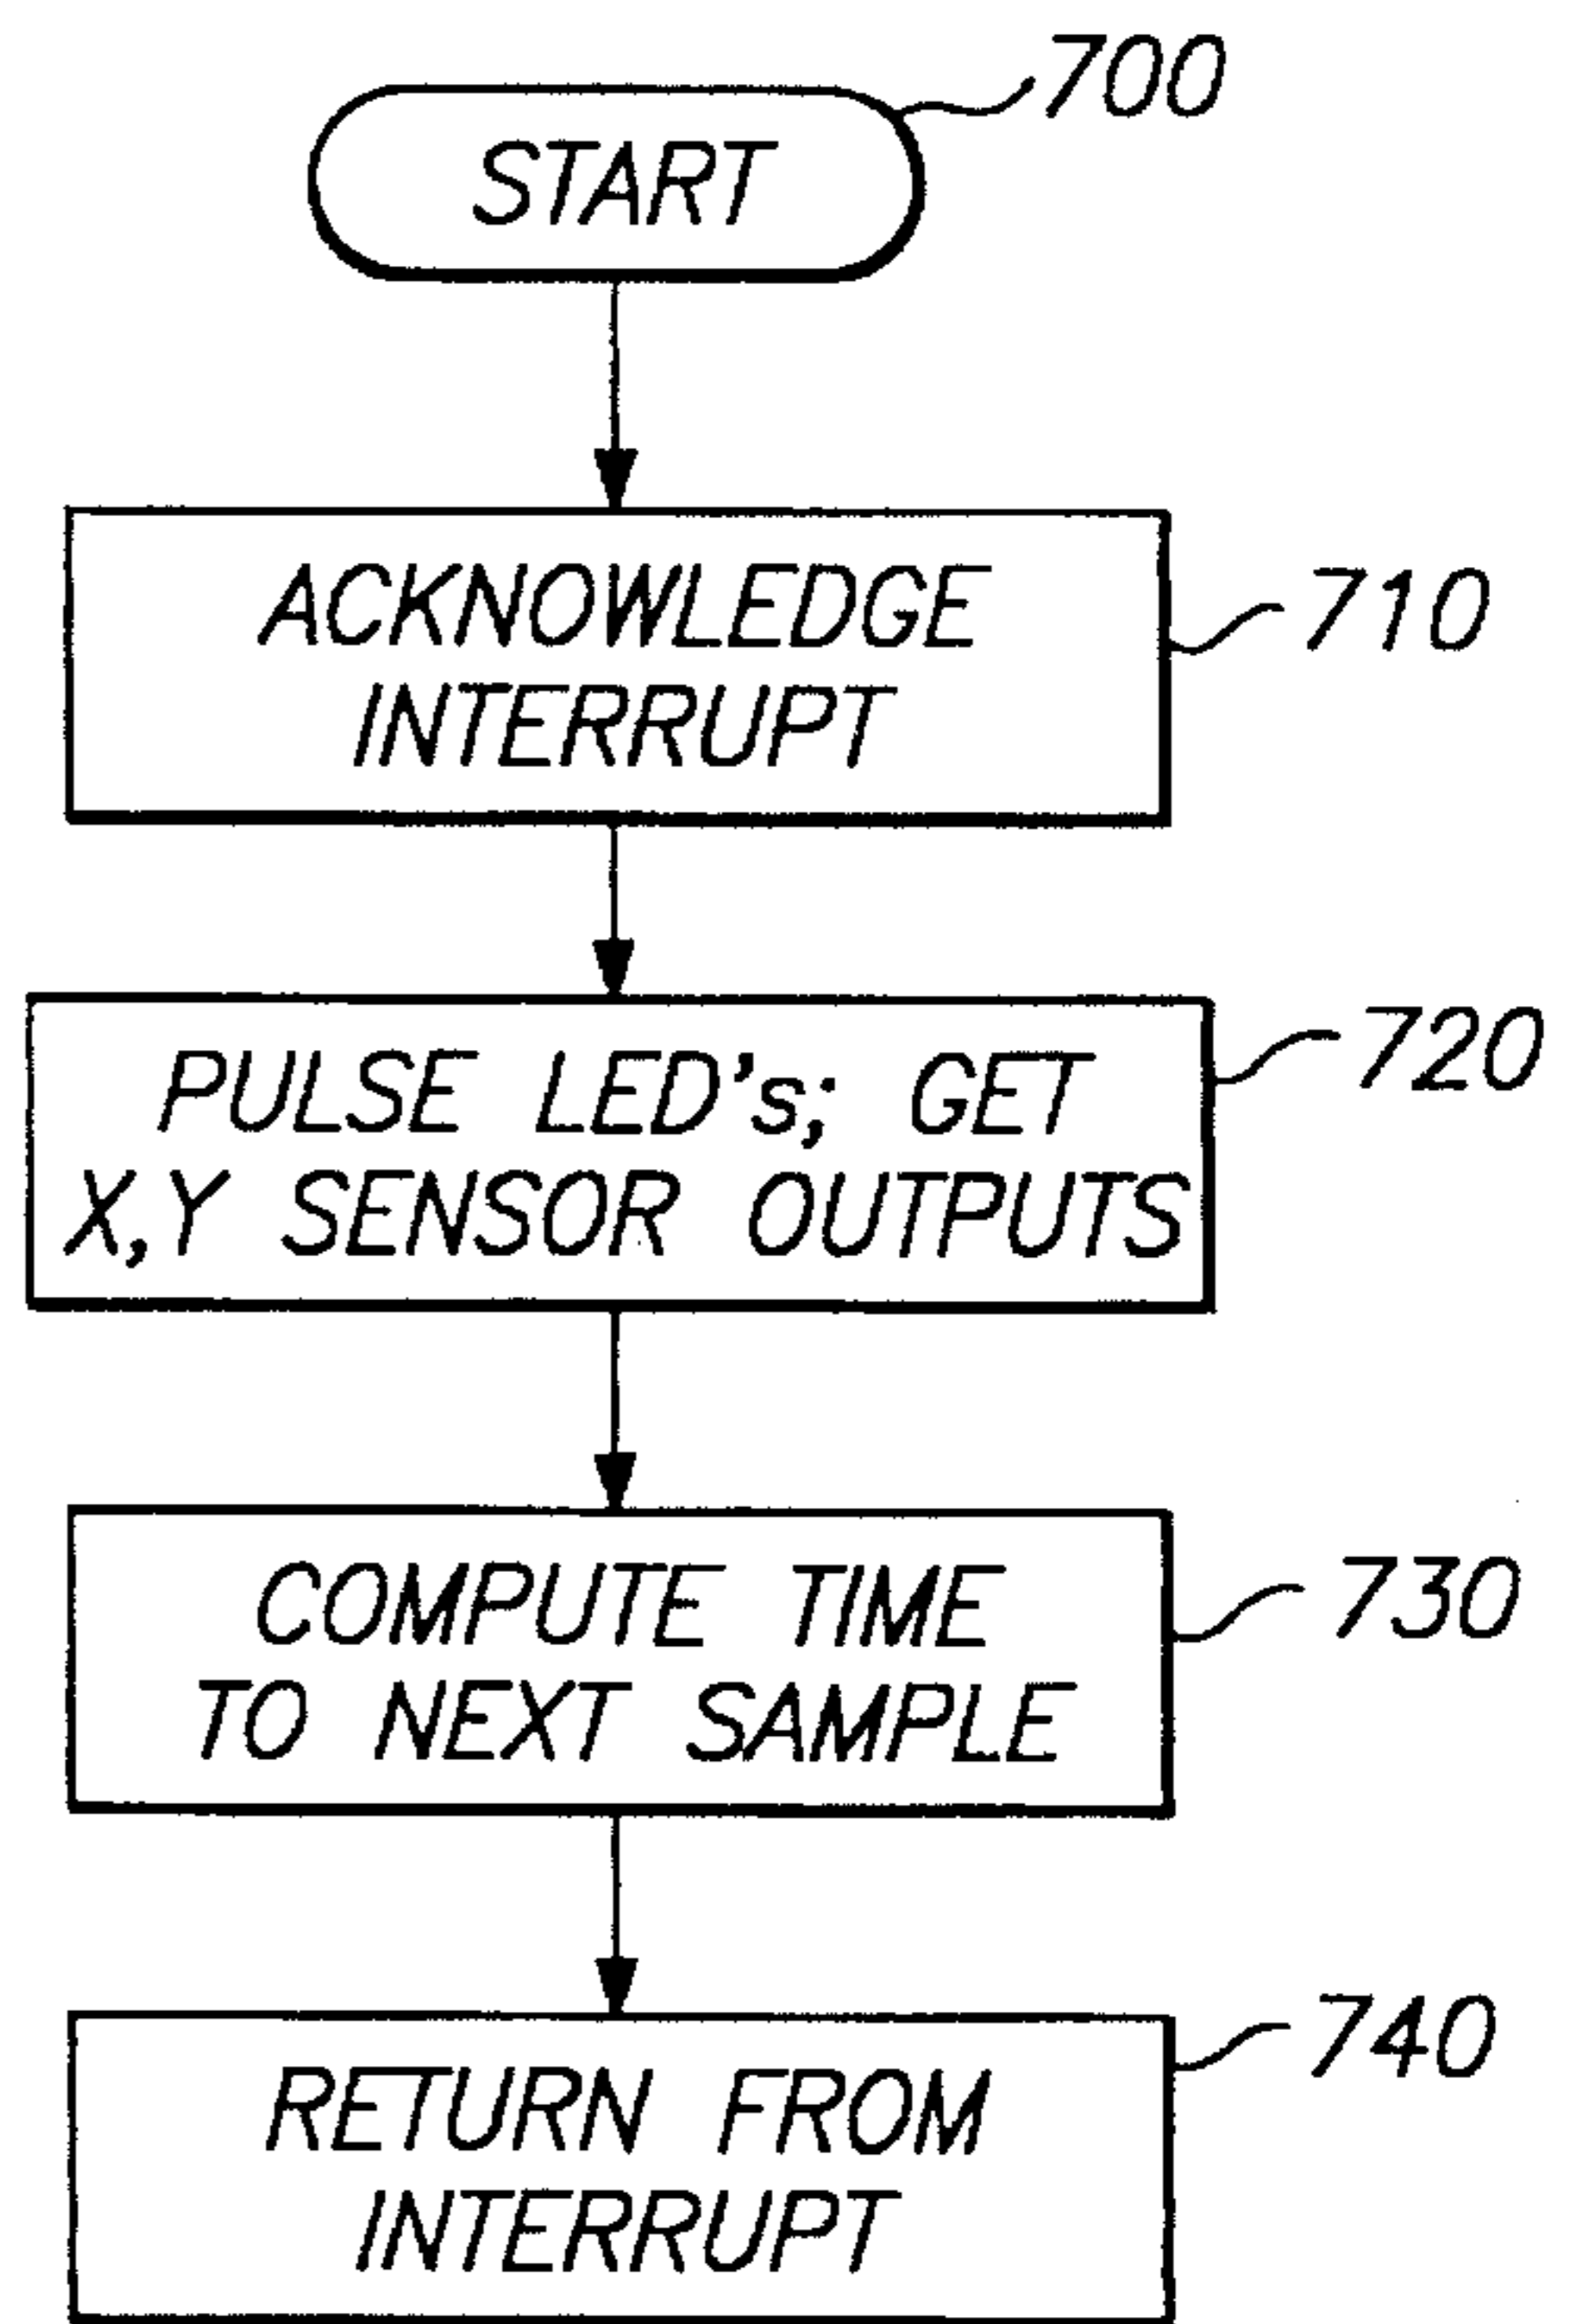 700
START
ACKNOWLEDGE
INTERRUPT
710
PULSE LED's; GET
X,Y SENSOR OUTPUTS
720
COMPUTE TIME
TO NEXT SAMPLE
730
RETURN FROM
INTERRUPT
740